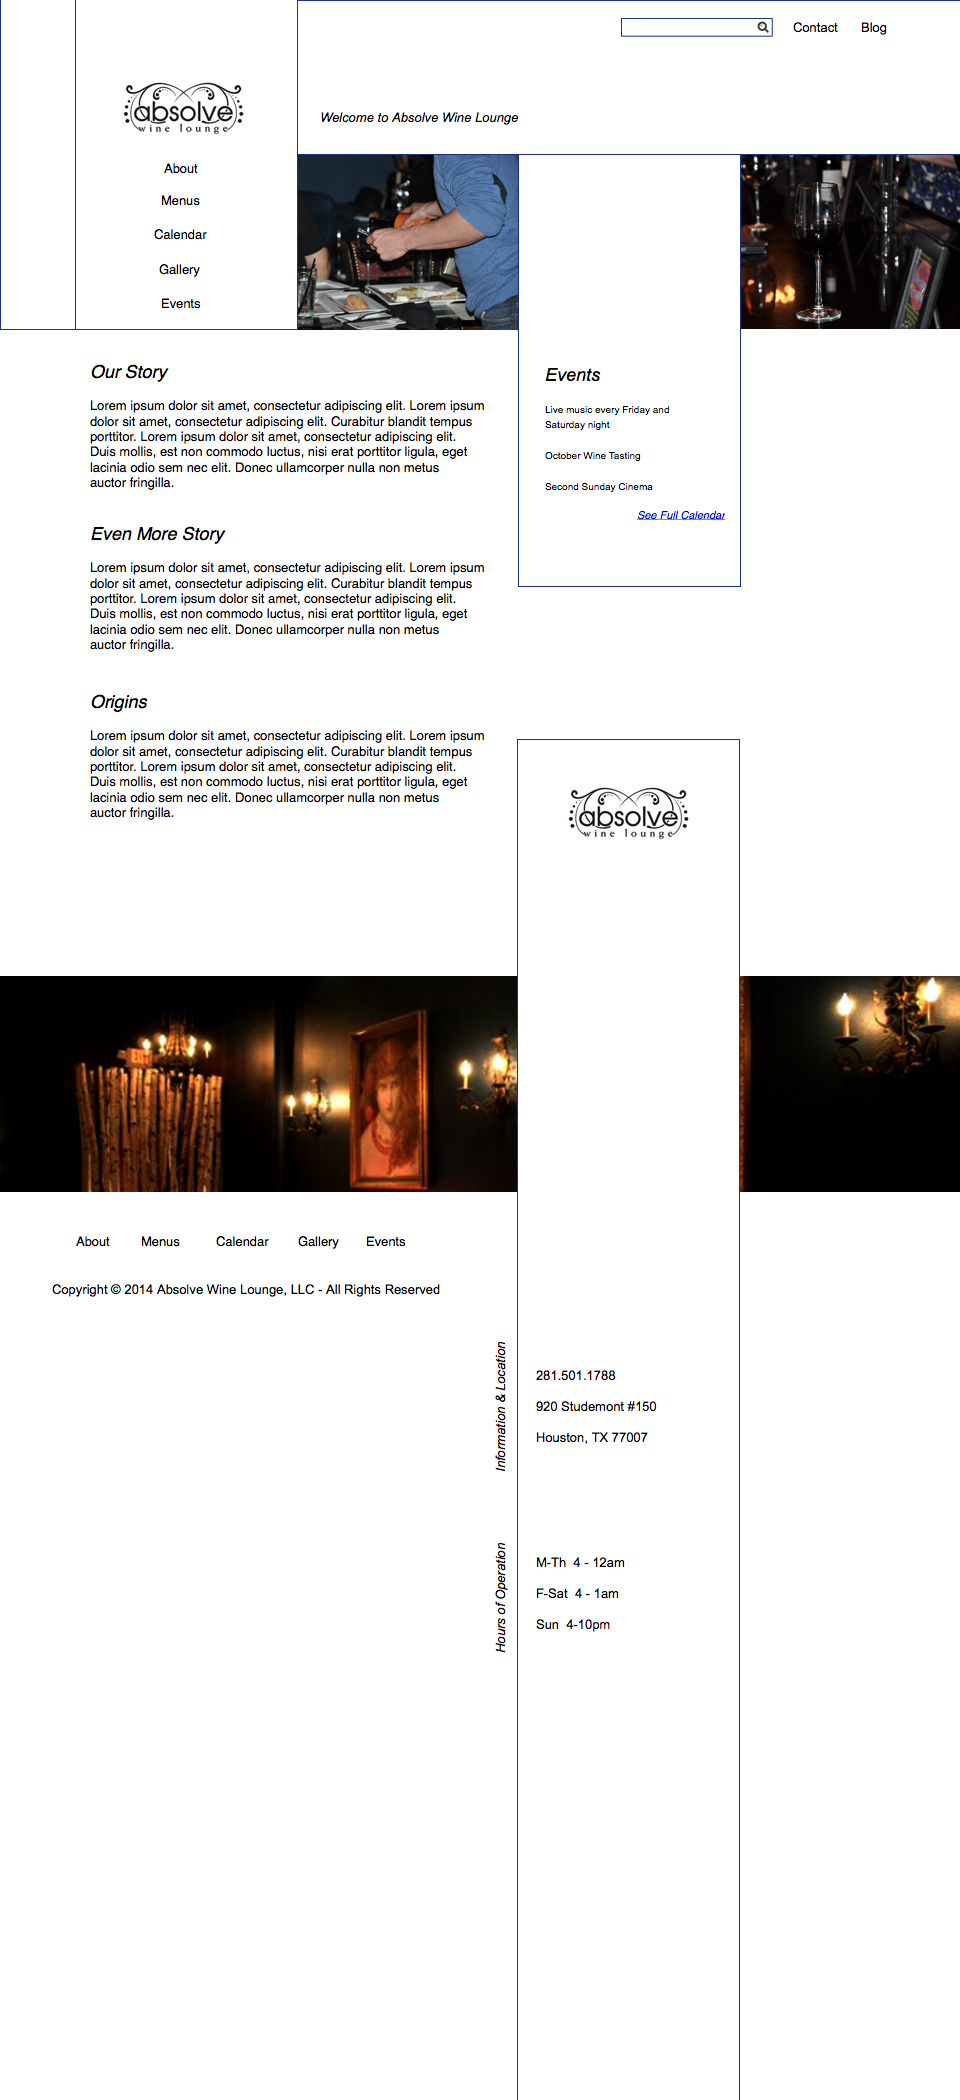 Contact
Blog
absolve
wine lounge
Welcome to Absolve Wine Lounge
About
Menus
Calendar
Gallery
Events
Our Story
Lorem ipsum dolor sit amet, consectetur adipiscing elit. Lorem ipsum
dolor sit amet, consectetur adipiscing elit. Curabitur blandit tempus
porttitor. Lorem ipsum dolor sit amet, consectetur adipiscing elit.
Duis mollis, est non commodo luctus, nisi erat porttitor ligula, eget
lacinia odio sem nec elit. Donec ullamcorper nulla non metus
auctor fringilla.
Even More Story
Lorem ipsum dolor sit amet, consectetur adipiscing elit. Lorem ipsum
dolor sit amet, consectetur adipiscing elit. Curabitur blandit tempus
porttitor. Lorem ipsum dolor sit amet, consectetur adipiscing elit.
Duis mollis, est non commodo luctus, nisi erat porttitor ligula, eget
lacinia odio sem nec elit. Donec ullamcorper nulla non metus
auctor fringilla.
Origins
Lorem ipsum dolor sit amet, consectetur adipiscing elit. Lorem ipsum
dolor sit amet, consectetur adipiscing elit. Curabitur blandit tempus
porttitor. Lorem ipsum dolor sit amet, consectetur adipiscing elit.
Duis mollis, est non commodo luctus, nisi erat porttitor ligula, eget
lacinia odio sem nec elit. Donec ullamcorper nulla non metus
auctor fringilla.
Events
Live music every Friday and
Saturday night
October Wine Tasting
Second Sunday Cinema
See Full Calendar
absolve
wine lounge
About
Menus
Calendar
Gallery
Events
Copyright © 2014 Absolve Wine Lounge, LLC - All Rights Reserved
Information & Location
281.501.1788
920 Studemont #150
Houston, TX 77007
Hours of Operation
M-Th  4 - 12am
F-Sat  4 - 1am
Sun  4-10pm